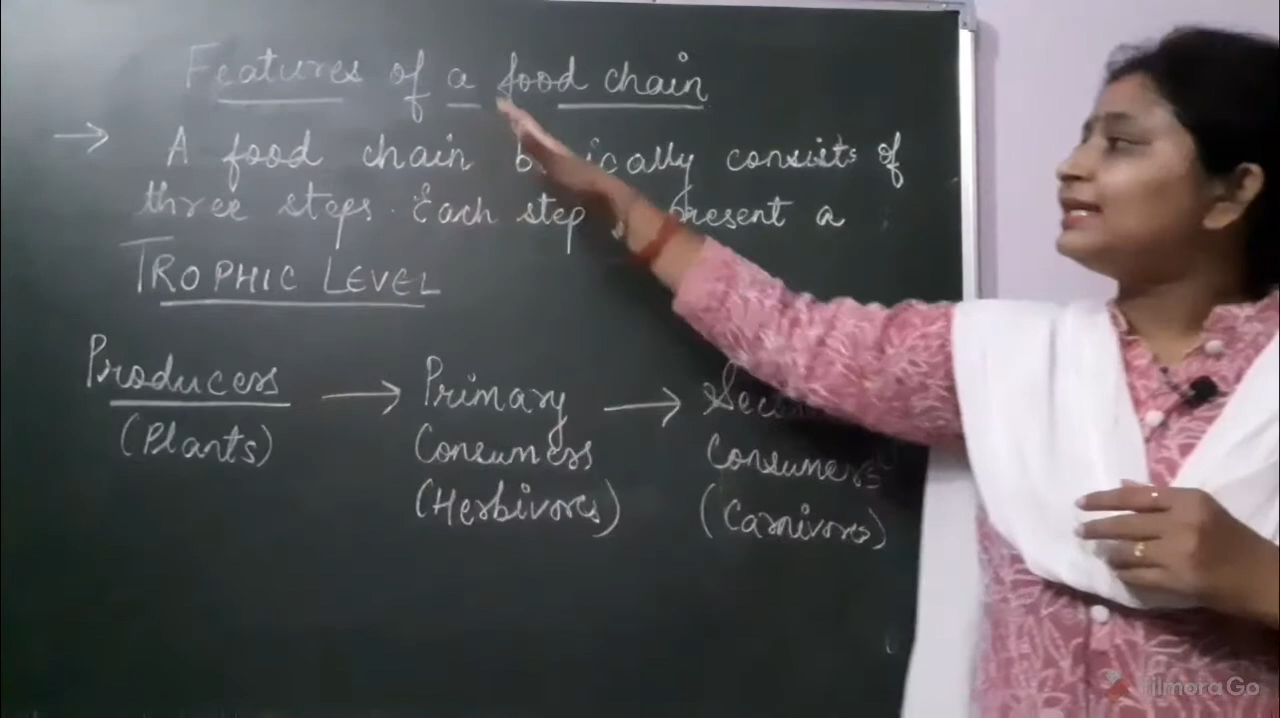 Features of a food chain
→ A food chain consists of
three steps. Each step a
TROPHIC LEVEL
Producers → Primary → 
(Plants) Consumers Consumers
(Herbivores) (Carnivores)
filmora Go